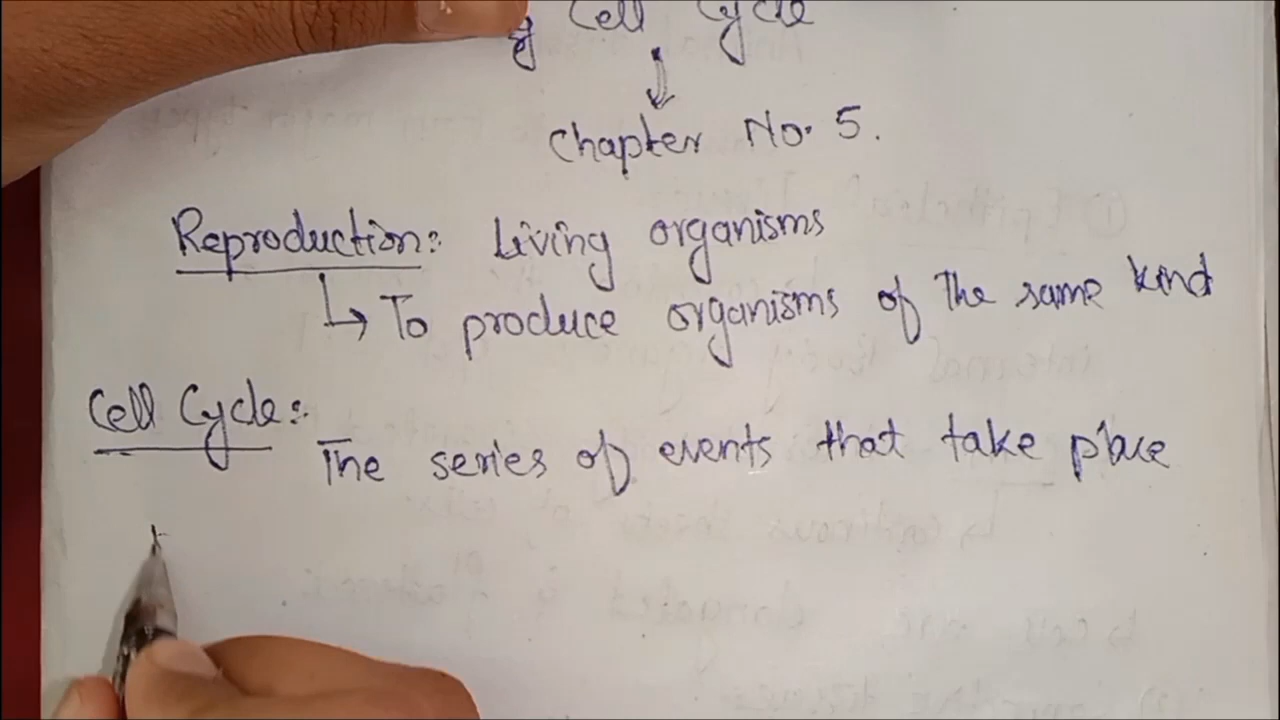 Cell Cycle
Chapter No. 5.
Reproduction: Living organisms
↳ To produce organisms of the same kind
Cell Cycle:
The series of events that take place